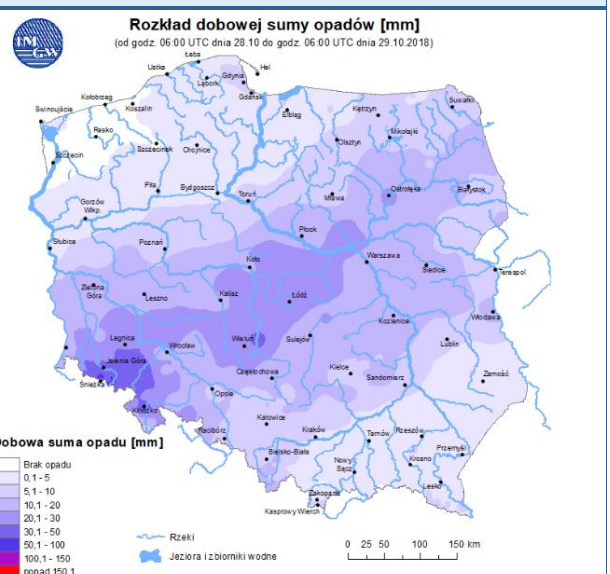 Rozkład dobowej sumy opadów [mm]
(od godz. 06:00 UTC dnia 28.10 do godz. 06:00 UTC dnia 29.10.2018)
IMGW
Łeba
Ustka
Hel
Gdynia
Lębork
Gdańsk
Kołobrzeg
Koszalin
Świnoujście
Elbląg
Kętrzyn
Suwałki
Resko
Mikołajki
Szczecin
Szczecinek
Chojnice
Olsztyn
Piła
Bydgoszcz
Toruń
Mława
Ostrołęka
Białystok
Gorzów
Wlkp.
Płock
Słubice
Poznań
Koło
Warszawa
Siedlce
Terespol
Zielona
Góra
Leszno
Kalisz
Łódź
Kozienice
Włodawa
Legnica
Wrocław
Wieluń
Sulejów
Lublin
Jelenia Góra
Śnieżka
Częstochowa
Kielce
Sandomierz
Zamość
Kłodzko
Opole
Katowice
Racibórz
Kraków
Tarnów
Rzeszów
Przemyśl
Bielsko-Biała
Nowy
Sącz
Krosno
Lesko
Zakopane
Kasprowy Wierch
Dobowa suma opadu [mm]
Brak opadu
0,1 - 5
5,1 - 10
10,1 - 20
20,1 - 30
30,1 - 50
50,1 - 100
100,1 - 150
ponad 150,1
Rzeki
Jeziora i zbiorniki wodne
0 25 50 100 150 km